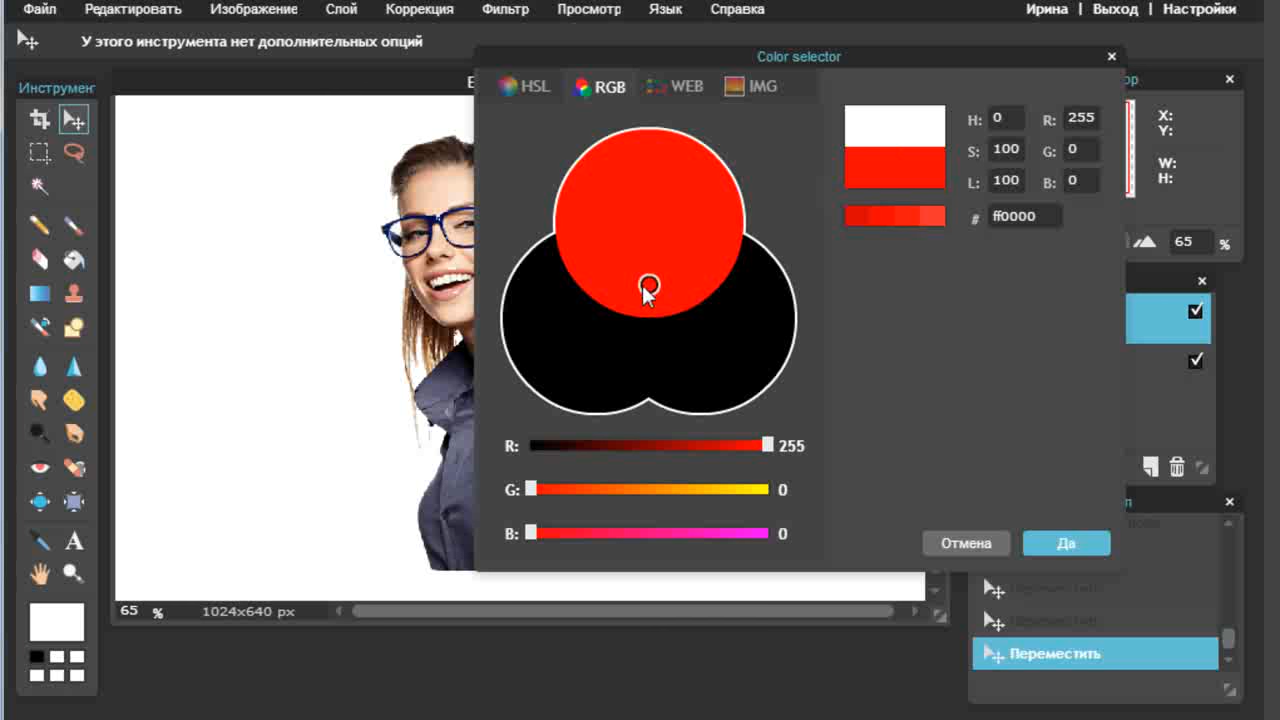 Файл Редактировать Изображение Слой Коррекция Фильтр Просмотр Язык Справка Ирина | Выход | Настройки
У этого инструмента нет дополнительных опций
Color selector
Инструмен
HSL RGB WEB IMG
H: 0 R: 255
S: 100 G: 0
L: 100 B: 0
# ff0000
X:
Y:
W:
H:
65 %
R: 255
G: 0
B: 0
Отмена Да
65 % 1024x640 px
Переместить